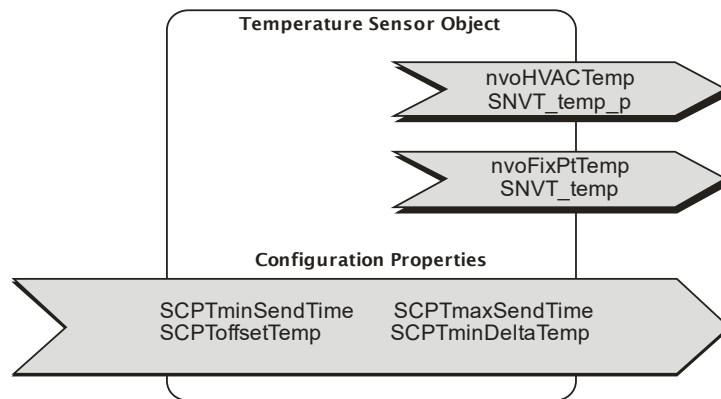 Temperature Sensor Object
nvoHVACTemp
SNVT_temp_p
nvoFixPtTemp
SNVT_temp
Configuration Properties
SCPTminSendTime SCPTmaxSendTime
SCPToffsetTemp SCPTminDeltaTemp